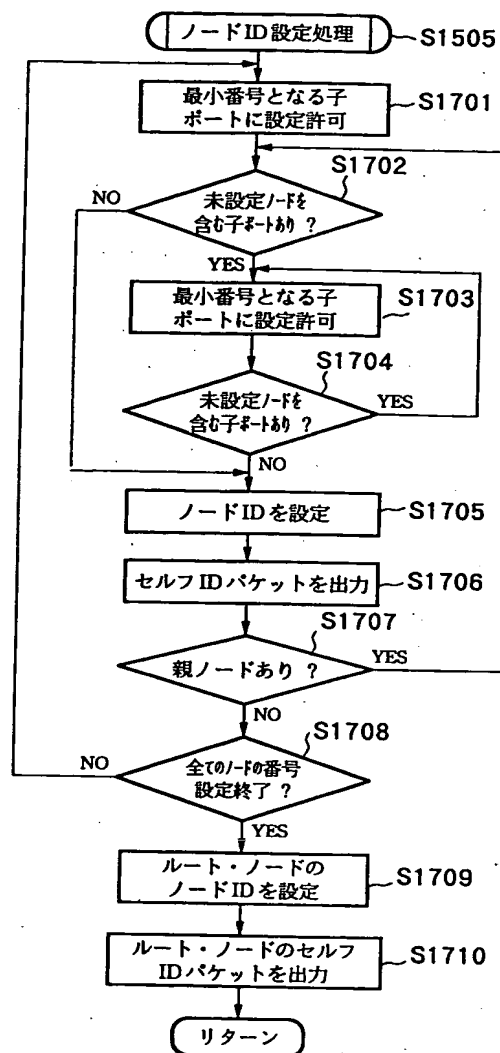 ノードID設定処理
S1505
最小番号となる子
ポートに設定許可
S1701
S1702
NO
未設定ノードを
含む子ポートあり ?
YES
最小番号となる子
ポートに設定許可
S1703
S1704
未設定ノードを
含む子ポートあり ?
YES
NO
ノードIDを設定
S1705
セルフIDパケットを出力
S1706
S1707
親ノードあり ?
YES
NO
S1708
NO
全てのノードの番号
設定終了 ?
YES
ルート・ノードの
ノードIDを設定
S1709
ルート・ノードのセルフ
IDパケットを出力
S1710
リターン